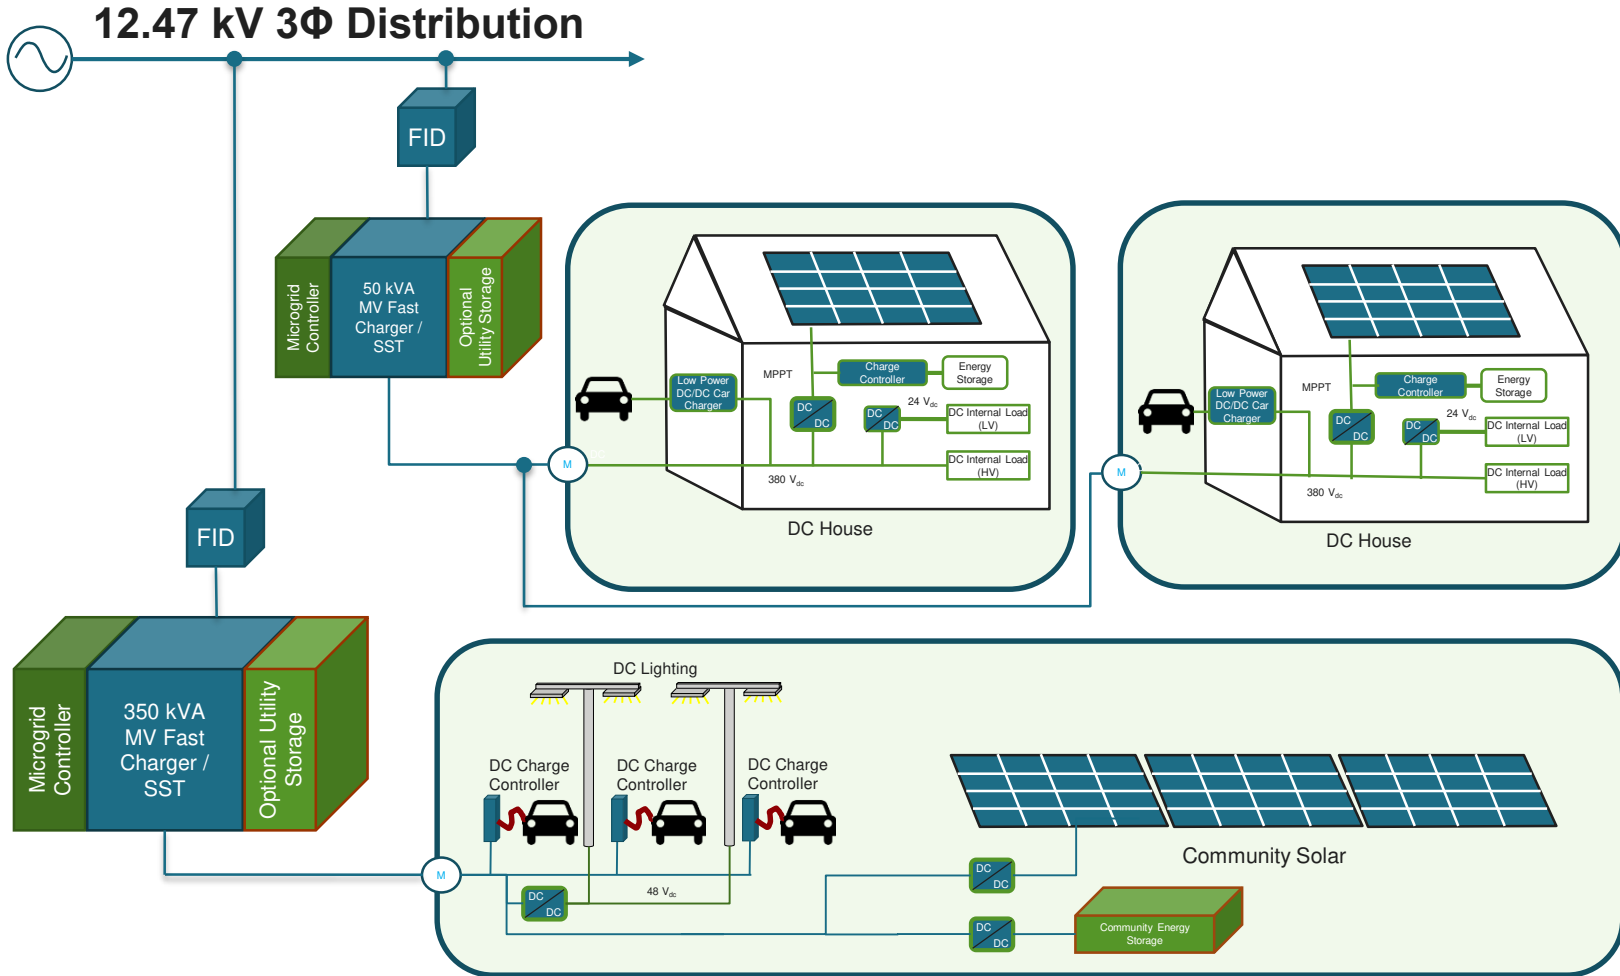 12.47 kV 3Φ Distribution
FID
Microgrid
Controller
50 kVA
MV Fast
Charger /
SST
Optional
Utility Storage
Low Power
DC/DC Car
Charger
MPPT
Charge
Controller
Energy
Storage
DC
DC
DC
DC
24 Vdc
DC Internal Load
(LV)
M
380 Vdc
DC Internal Load
(HV)
DC House
Low Power
DC/DC Car
Charger
MPPT
Charge
Controller
Energy
Storage
DC
DC
DC
DC
24 Vdc
DC Internal Load
(LV)
M
380 Vdc
DC Internal Load
(HV)
DC House
FID
Microgrid
Controller
350 kVA
MV Fast
Charger /
SST
Optional Utility
Storage
DC Lighting
DC Charge
Controller
DC Charge
Controller
DC Charge
Controller
M
DC
DC
48 Vdc
Community Solar
DC
DC
DC
DC
Community Energy
Storage